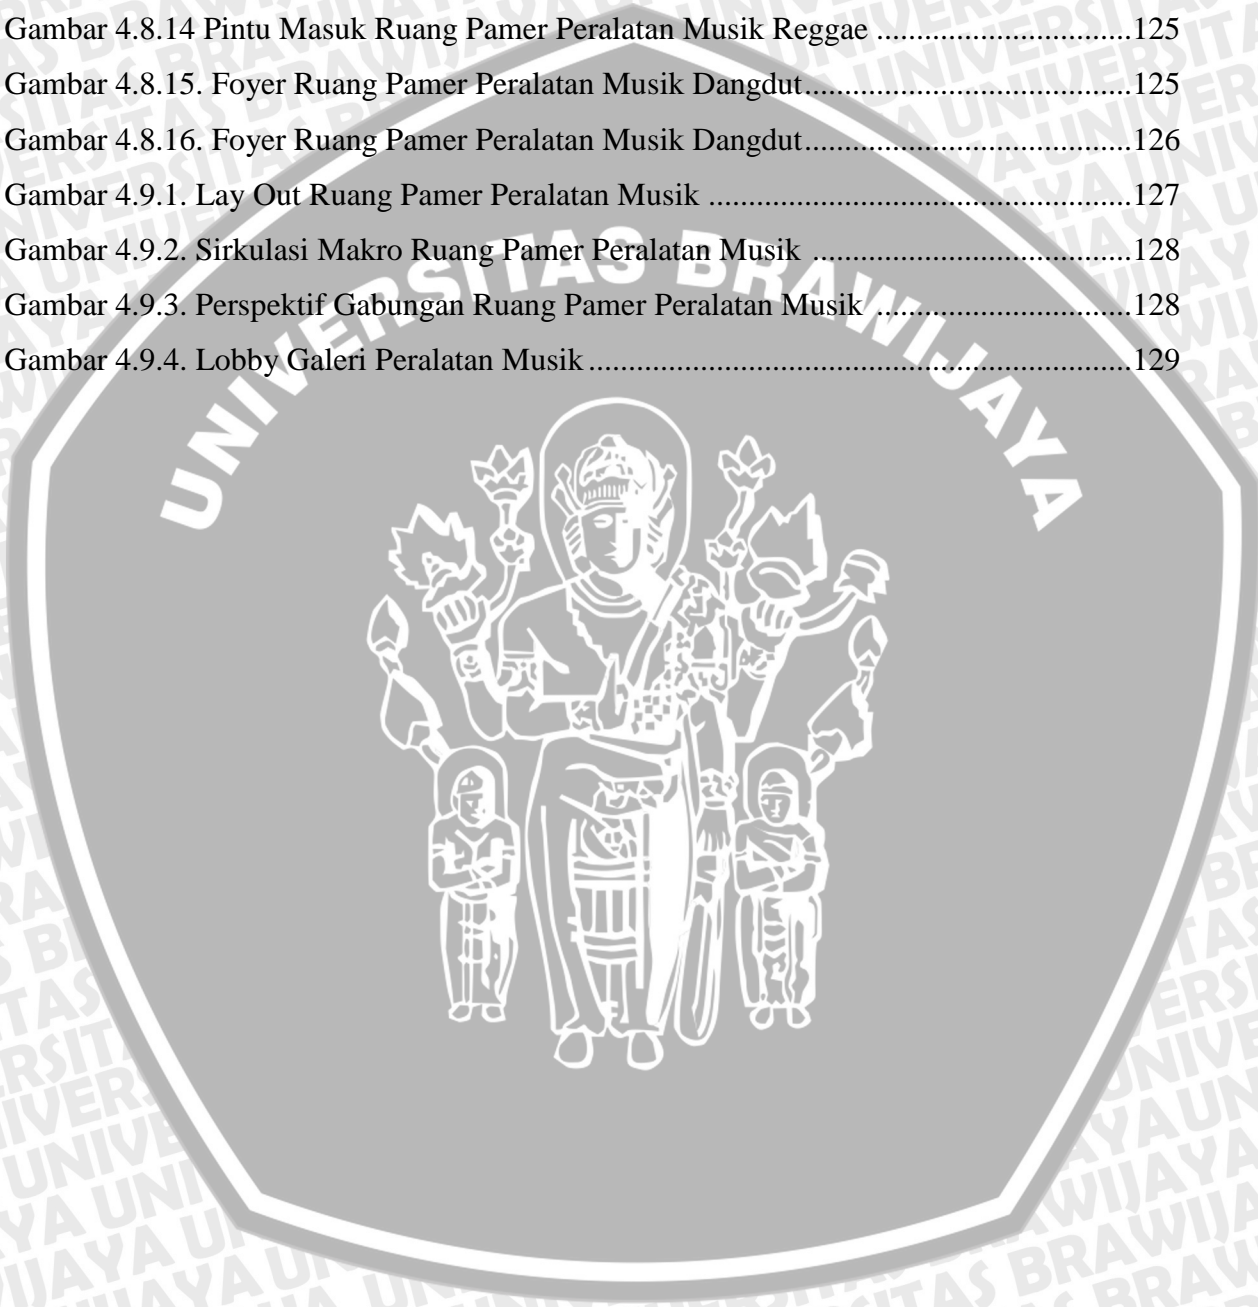 Gambar 4.8.14 Pintu Masuk Ruang Pamer Peralatan Musik Reggae ................................125
Gambar 4.8.15. Foyer Ruang Pamer Peralatan Musik Dangdut.........................................125
Gambar 4.8.16. Foyer Ruang Pamer Peralatan Musik Dangdut.........................................126
Gambar 4.9.1. Lay Out Ruang Pamer Peralatan Musik .....................................................127
Gambar 4.9.2. Sirkulasi Makro Ruang Pamer Peralatan Musik ........................................128
Gambar 4.9.3. Perspektif Gabungan Ruang Pamer Peralatan Musik ................................128
Gambar 4.9.4. Lobby Galeri Peralatan Musik....................................................................129
UNIVERSITAS BRAWIJAYA